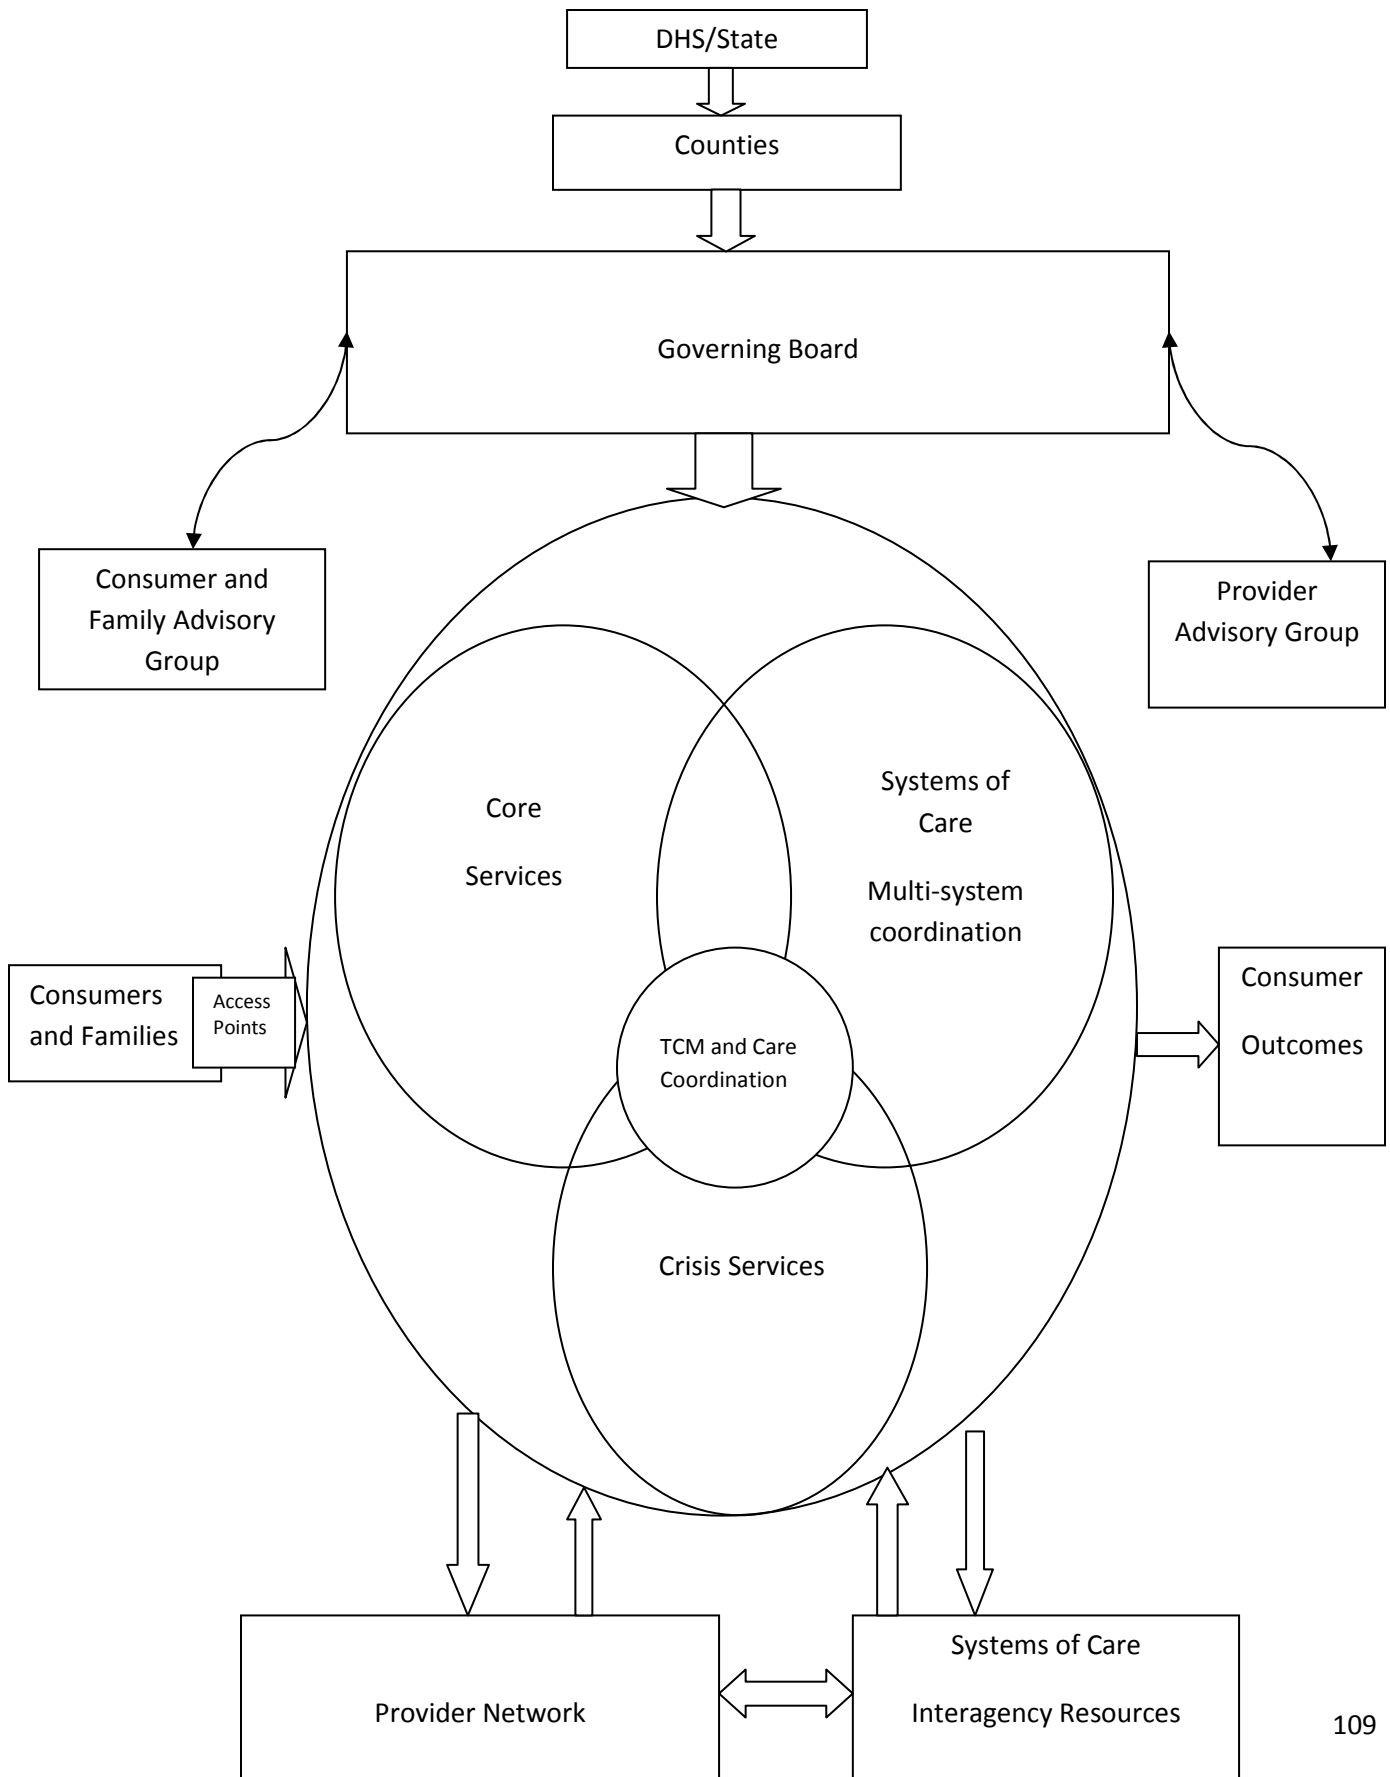 DHS/State
Counties
Governing Board
Consumer and
Family Advisory
Group
Provider
Advisory Group
Core
Services
Systems of
Care
Multi-system
coordination
Consumers
and Families
Access
Points
TCM and Care
Coordination
Consumer
Outcomes
Crisis Services
Provider Network
Systems of Care
Interagency Resources
109